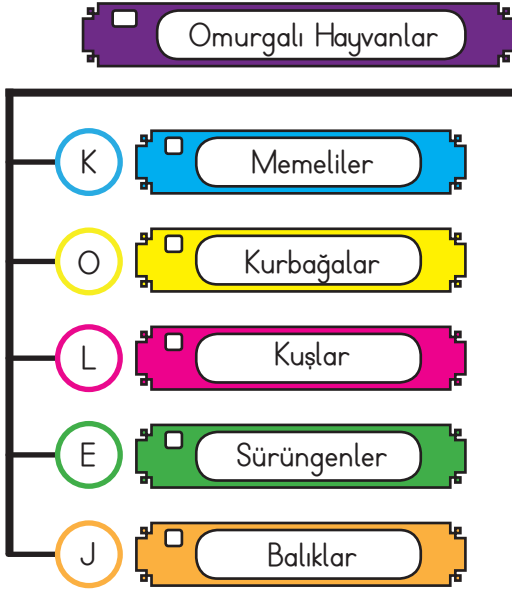 Omurgalı Hayvanlar
K Memeliler
O Kurbağalar
L Kuşlar
E Sürüngenler
J Balıklar